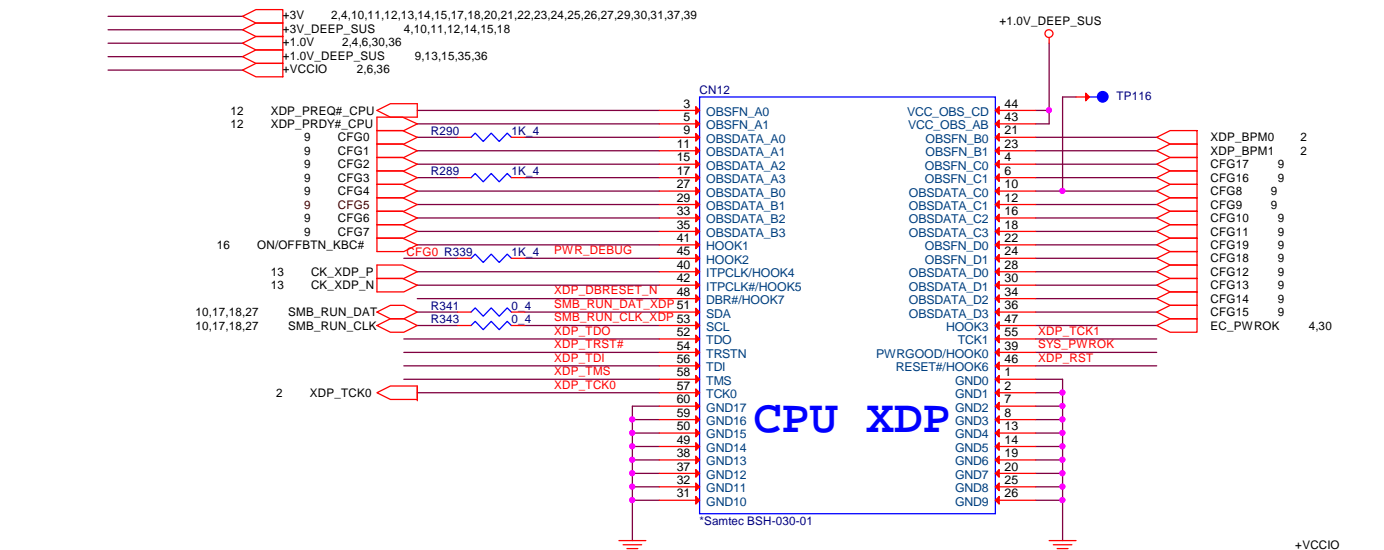 +3V 2,4,10,11,12,13,14,15,17,18,20,21,22,23,24,25,26,27,29,30,31,37,39
+3V_DEEP_SUS 4,10,11,12,14,15,18
+1.0V 2,4,6,30,36
+1.0V_DEEP_SUS 9,13,15,35,36
+VCCIO 2,6,36
+1.0V_DEEP_SUS
TP116
CN12
12 XDP_PREQ#_CPU 3 OBSFN_A0 VCC_OBS_CD 44
12 XDP_PRDY#_CPU 5 OBSFN_A1 VCC_OBS_AB 43
9 CFG0 R290 1K_4 9 OBSDATA_A0 OBSFN_B0 21 XDP_BPM0 2
9 CFG1 11 OBSDATA_A1 OBSFN_B1 23 XDP_BPM1 2
9 CFG2 15 OBSDATA_A2 OBSFN_C0 4 CFG17 9
9 CFG3 R289 1K_4 17 OBSDATA_A3 OBSFN_C1 6 CFG16 9
9 CFG4 27 OBSDATA_B0 OBSDATA_C0 10 CFG8 9
9 CFG5 29 OBSDATA_B1 OBSDATA_C1 12 CFG9 9
9 CFG6 33 OBSDATA_B2 OBSDATA_C2 16 CFG10 9
9 CFG7 35 OBSDATA_B3 OBSDATA_C3 18 CFG11 9
16 ON/OFFBTN_KBC# 41 HOOK1 OBSFN_D0 22 CFG19 9
CFG0 R339 1K_4 PWR_DEBUG 45 HOOK2 OBSFN_D1 24 CFG18 9
13 CK_XDP_P 40 ITPCLK/HOOK4 OBSDATA_D0 28 CFG12 9
13 CK_XDP_N 42 ITPCLK#/HOOK5 OBSDATA_D1 30 CFG13 9
XDP_DBRESET_N 48 DBR#/HOOK7 OBSDATA_D2 34 CFG14 9
10,17,18,27 SMB_RUN_DAT R341 0_4 SMB_RUN_DAT_XDP 51 SDA OBSDATA_D3 36 CFG15 9
10,17,18,27 SMB_RUN_CLK R343 0_4 SMB_RUN_CLK_XDP 53 SCL HOOK3 47 EC_PWROK 4,30
XDP_TDO 52 TDO TCK1 55 XDP_TCK1
XDP_TRST# 54 TRSTN PWRGOOD/HOOK0 39 SYS_PWROK
XDP_TDI 56 TDI RESET#/HOOK6 46 XDP_RST
XDP_TMS 58 TMS GND0 1
2 XDP_TCK0 XDP_TCK0 57 TCK0 GND1 2
60 GND17 GND2 7
59 GND16 GND3 8
50 GND15 GND4 13
49 GND14 GND5 14
38 GND13 GND6 19
37 GND12 GND7 20
32 GND11 GND8 25
31 GND10 GND9 26
CPU XDP
*Samtec BSH-030-01
+VCCIO